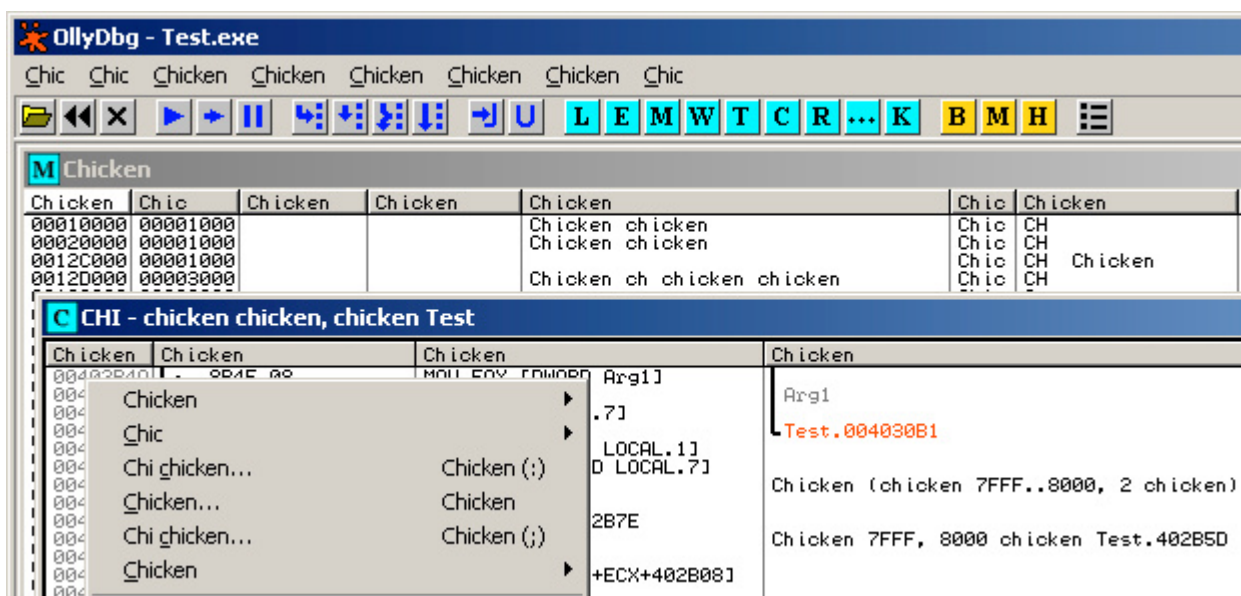 OllyDbg - Test.exe
Chic Chic Chicken Chicken Chicken Chicken Chicken Chic
L E M W T C R ... K B M H
M Chicken
Chicken Chic Chicken Chicken Chicken Chic Chicken
00010000 00001000 Chicken chicken Chic CH
00020000 00001000 Chicken chicken Chic CH
0012C000 00001000 Chic CH Chicken
0012D000 00003000 Chicken ch chicken chicken Chic CH
C CHI - chicken chicken, chicken Test
Chicken Chicken Chicken Chicken
Arg1]
Arg1
Chicken
.7]
Chic
Test.004030B1
LOCAL.1]
Chi chicken... Chicken (:)
D LOCAL.7]
Chicken (chicken 7FFF..8000, 2 chicken)
Chicken... Chicken
2B7E
Chi chicken... Chicken (;)
Chicken 7FFF, 8000 chicken Test.402B5D
Chicken
+ECX+402B08]